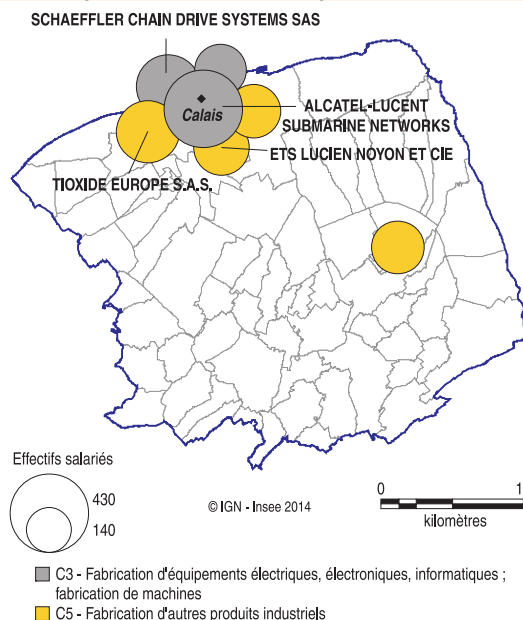 SCHAEFFLER CHAIN DRIVE SYSTEMS SAS
Calais
ALCATEL-LUCENT
SUBMARINE NETWORKS
ETS LUCIEN NOYON ET CIE
TIOXIDE EUROPE S.A.S.
Effectifs salariés
430
140
© IGN - Insee 2014
0
kilomètres
C3 - Fabrication d'équipements électriques, électroniques, informatiques ;
fabrication de machines
C5 - Fabrication d'autres produits industriels